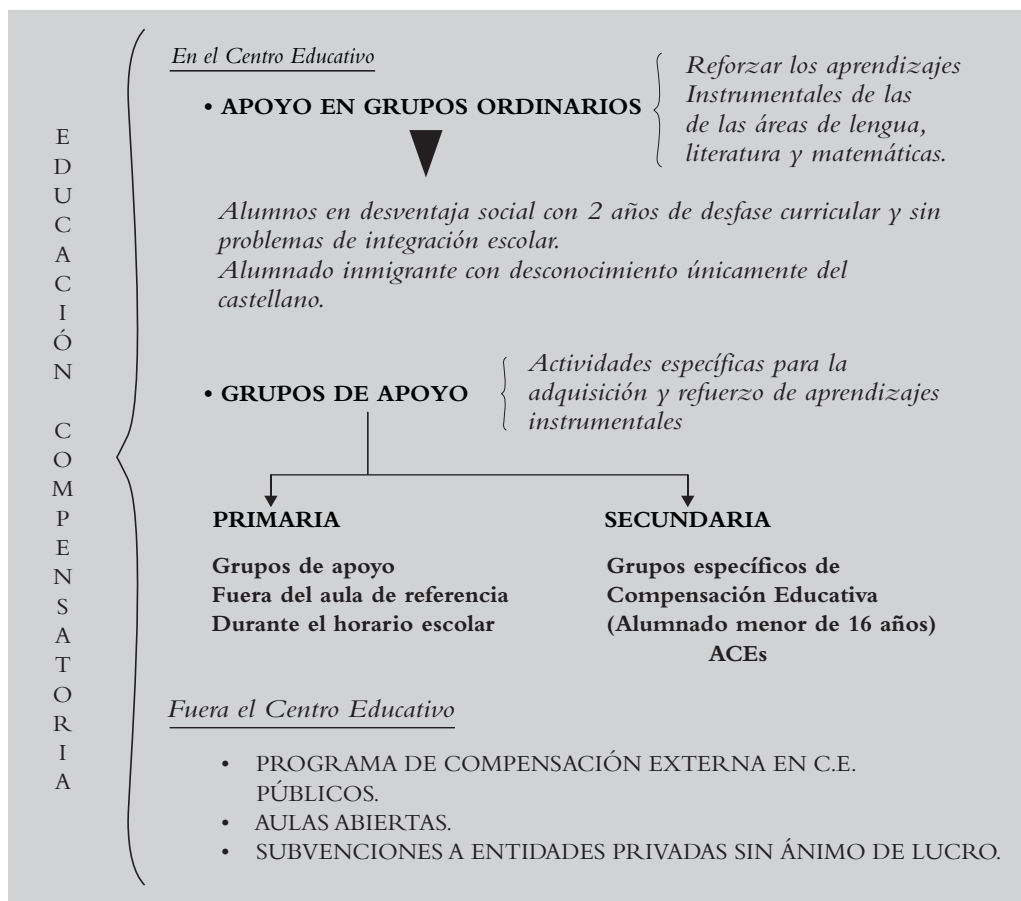 EDUCACIÓN COMPENSATORIA
En el Centro Educativo
• APOYO EN GRUPOS ORDINARIOS
Reforzar los aprendizajes
Instrumentales de las
de las áreas de lengua,
literatura y matemáticas.
Alumnos en desventaja social con 2 años de desfase curricular y sin
problemas de integración escolar.
Alumnado inmigrante con desconocimiento únicamente del
castellano.
• GRUPOS DE APOYO
Actividades específicas para la
adquisición y refuerzo de aprendizajes
instrumentales
PRIMARIA
Grupos de apoyo
Fuera del aula de referencia
Durante el horario escolar
SECUNDARIA
Grupos específicos de
Compensación Educativa
(Alumnado menor de 16 años)
ACEs
Fuera el Centro Educativo
• PROGRAMA DE COMPENSACIÓN EXTERNA EN C.E.
PÚBLICOS.
• AULAS ABIERTAS.
• SUBVENCIONES A ENTIDADES PRIVADAS SIN ÁNIMO DE LUCRO.